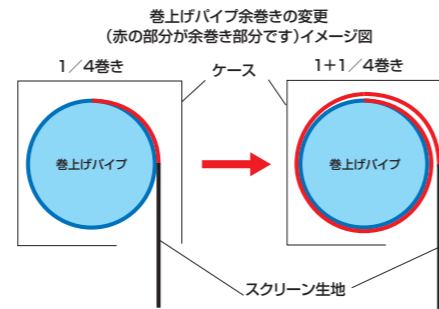 巻上げパイプ余巻きの変更
(赤の部分が余巻き部分です)イメージ図
1/4巻き
ケース
1+1/4巻き
巻上げパイプ
巻上げパイプ
スクリーン生地